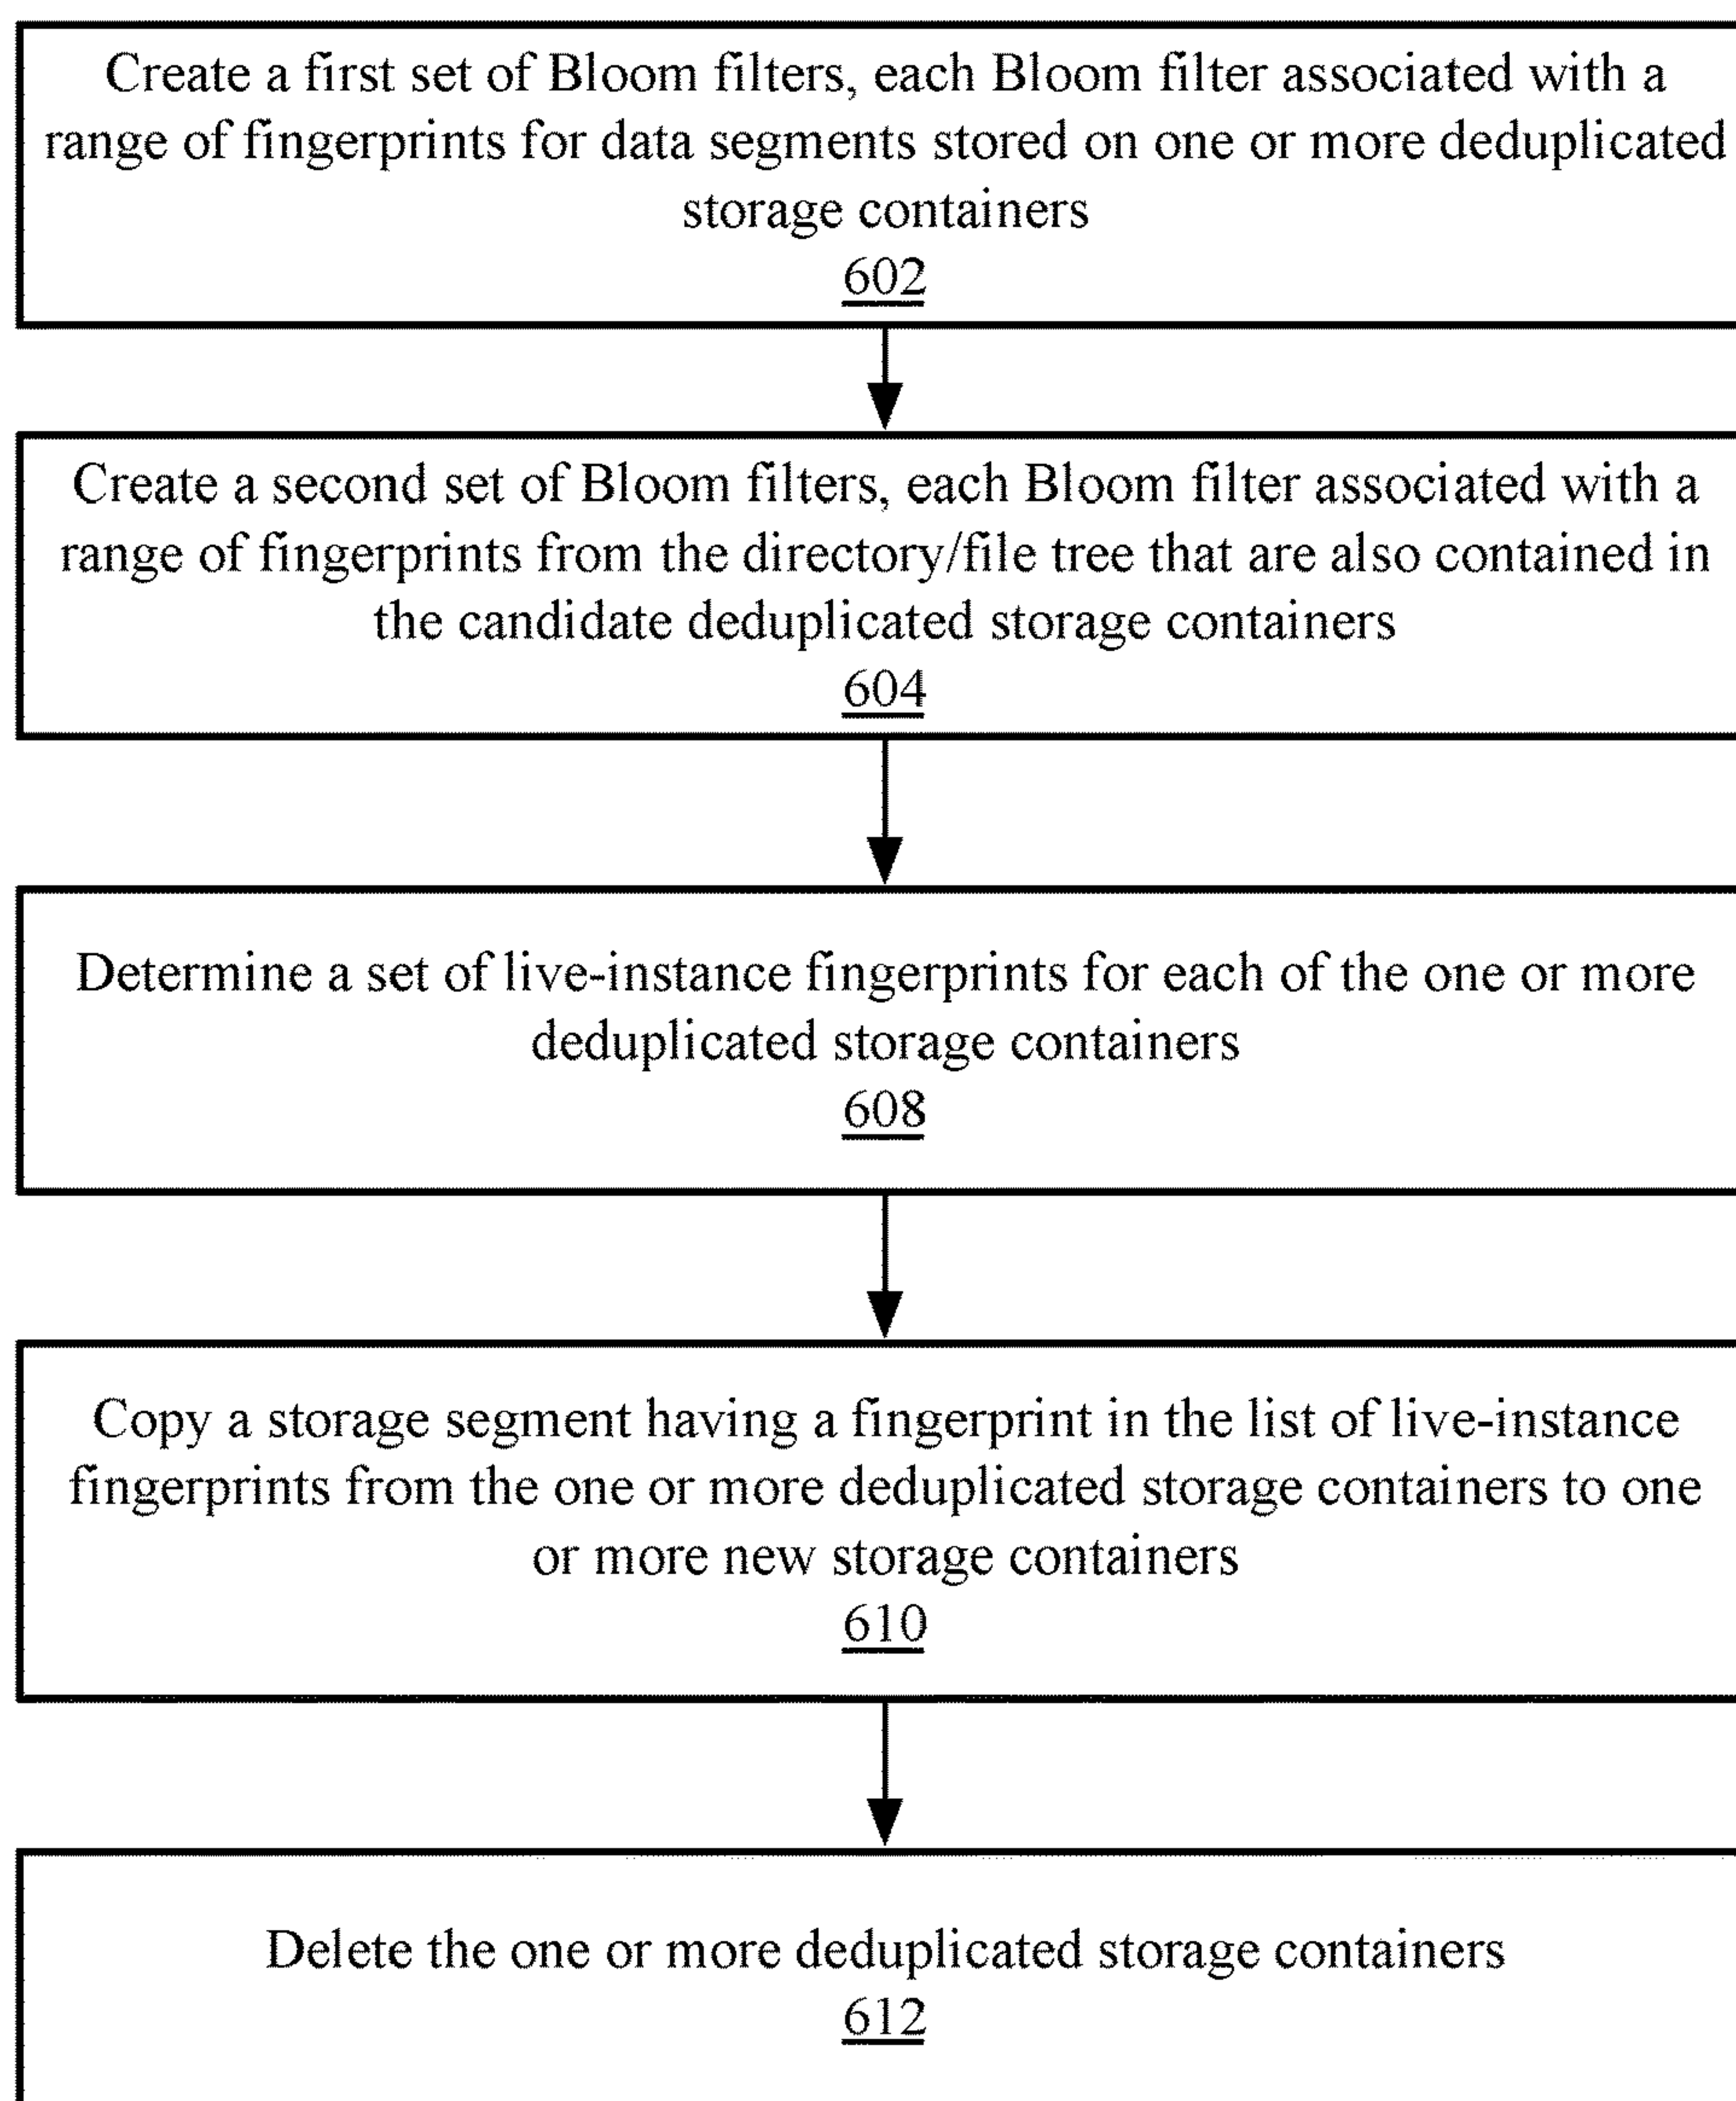 Create a first set of Bloom filters, each Bloom filter associated with a
range of fingerprints for data segments stored on one or more deduplicated
storage containers
602
Create a second set of Bloom filters, each Bloom filter associated with a
range of fingerprints from the directory/file tree that are also contained in
the candidate deduplicated storage containers
604
Determine a set of live-instance fingerprints for each of the one or more
deduplicated storage containers
608
Copy a storage segment having a fingerprint in the list of live-instance
fingerprints from the one or more deduplicated storage containers to one
or more new storage containers
610
Delete the one or more deduplicated storage containers
612